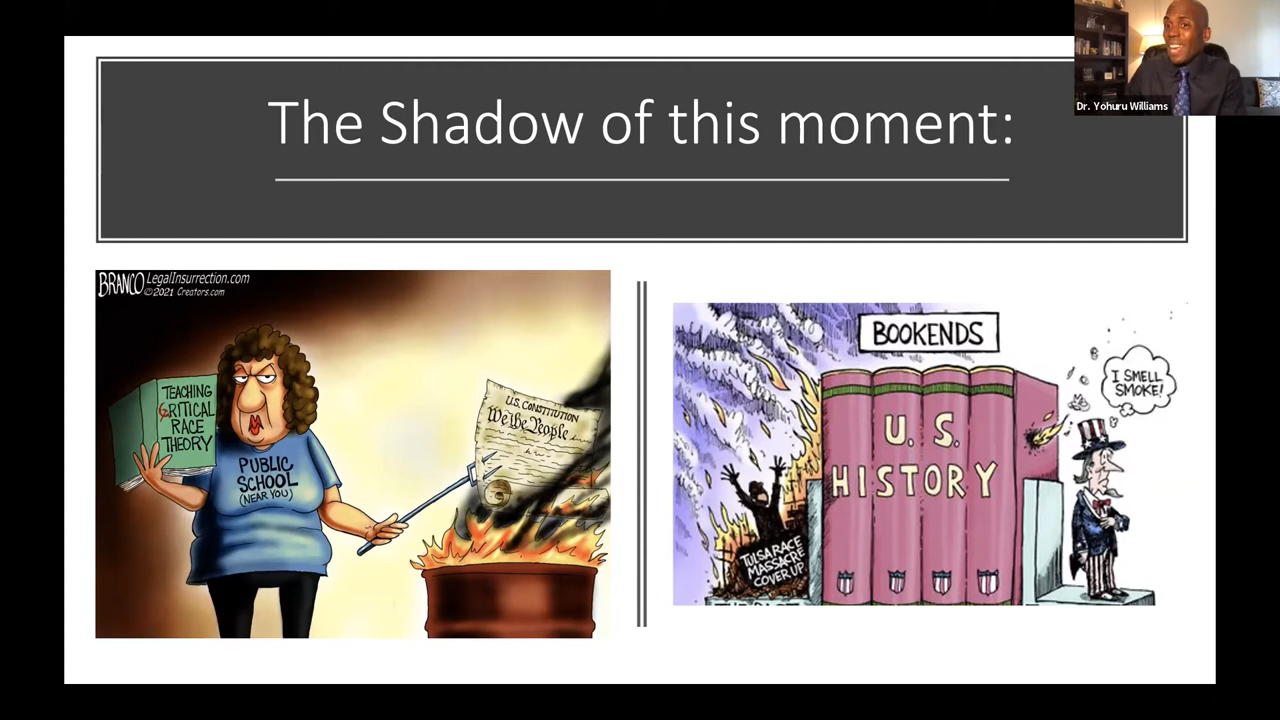 The Shadow of this moment:
Dr. Yohuru Williams
BRANCO LegalInsurrection.com
©2021 Creators.com
TEACHING
CRITICAL
RACE
THEORY
PUBLIC
SCHOOL
(NEAR YOU)
U.S. CONSTITUTION
We the People
BOOKENDS
U. S.
HISTORY
I SMELL
SMOKE!
TULSA RACE
MASSACRE
COVER UP